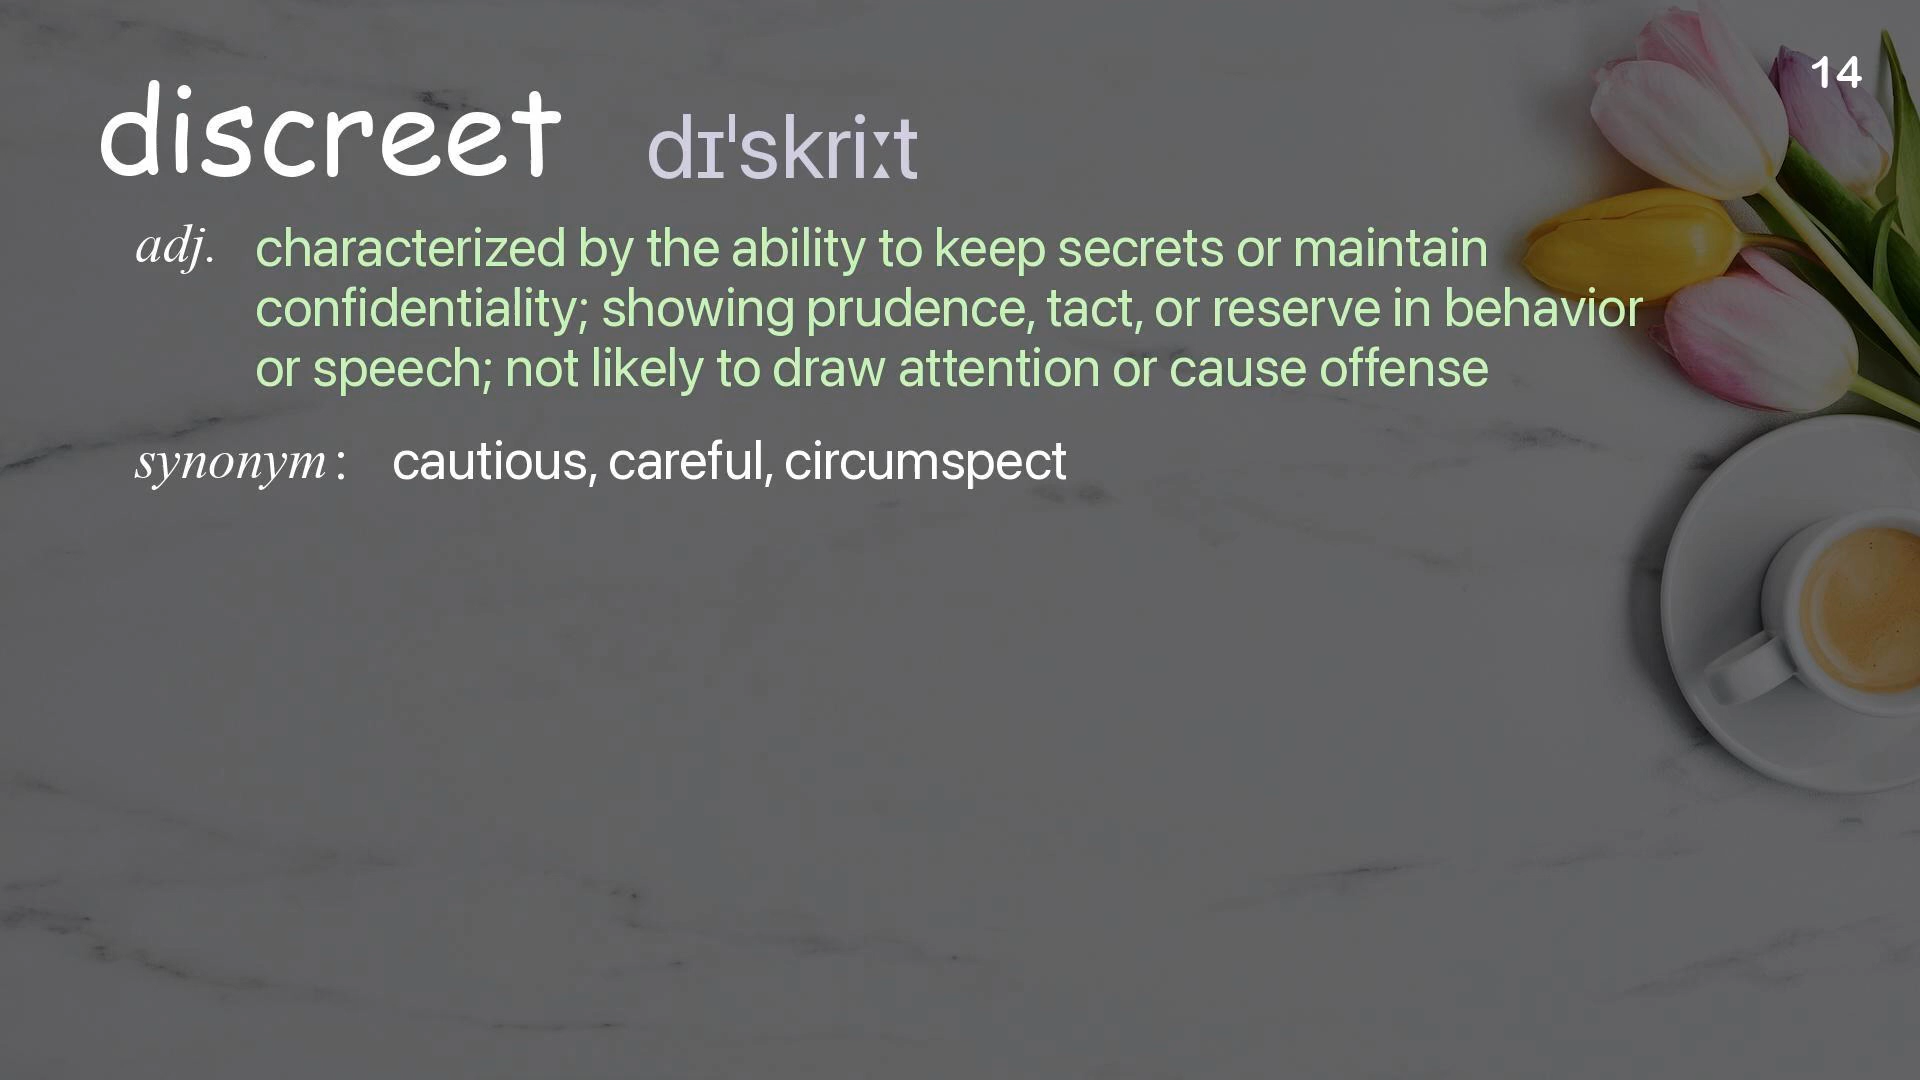 14
discreet dɪˈskriːt
adj. characterized by the ability to keep secrets or maintain
confidentiality; showing prudence, tact, or reserve in behavior
or speech; not likely to draw attention or cause offense
synonym : cautious, careful, circumspect